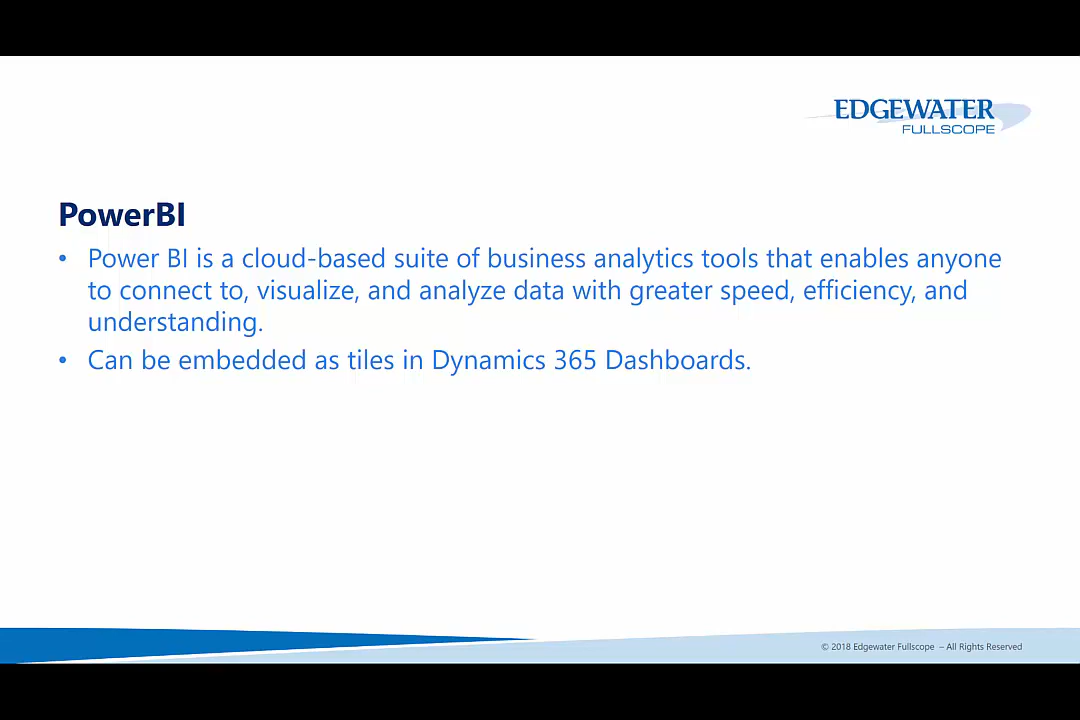 EDGEWATER
FULLSCOPE
PowerBI
• Power BI is a cloud-based suite of business analytics tools that enables anyone
to connect to, visualize, and analyze data with greater speed, efficiency, and
understanding.
• Can be embedded as tiles in Dynamics 365 Dashboards.
© 2018 Edgewater Fullscope – All Rights Reserved